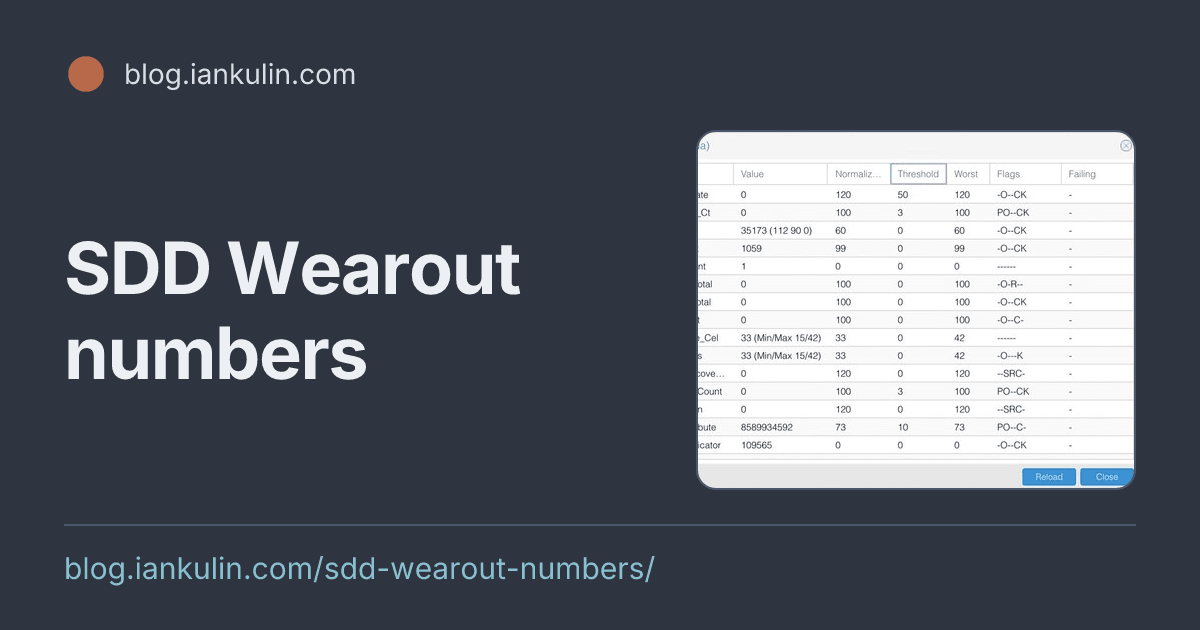 blog.iankulin.com
SDD Wearout
numbers
a)
Value Normaliz... Threshold Worst Flags Failing
ate 0 120 50 120 -O--CK -
_Ct 0 100 3 100 PO--CK -
35173 (112 90 0) 60 0 60 -O--CK -
1059 99 0 99 -O--CK -
nt 1 0 0 0 ------ -
otal 0 100 0 100 -O-R-- -
otal 0 100 0 100 -O--CK -
t 0 100 0 100 -O--C- -
_Cel 33 (Min/Max 15/42) 33 0 42 ------ -
s 33 (Min/Max 15/42) 33 0 42 -O---K -
cove... 0 120 0 120 --SRC- -
Count 0 100 3 100 PO--CK -
n 0 120 0 120 --SRC- -
bute 8589934592 73 10 73 PO--C- -
icator 109565 0 0 0 -O--CK -
Reload Close
blog.iankulin.com/sdd-wearout-numbers/